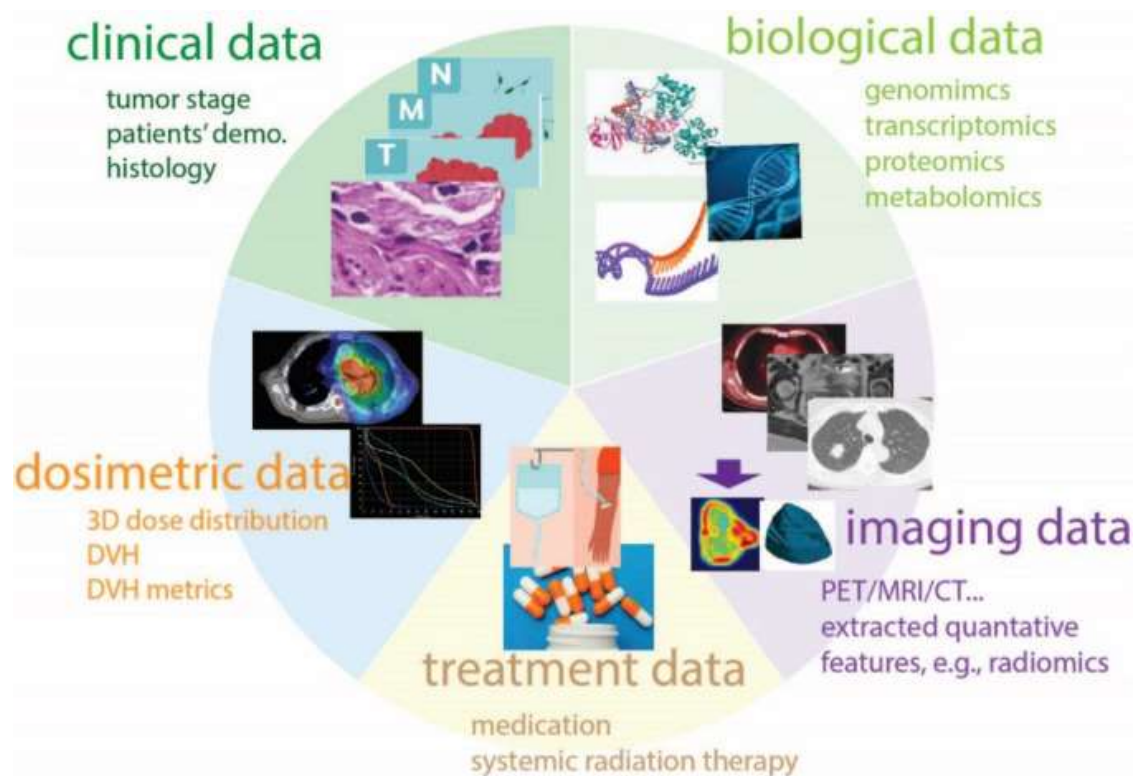 clinical data
tumor stage
patients' demo.
histology
N
M
T
biological data
genomimcs
transcriptomics
proteomics
metabolomics
dosimetric data
3D dose distribution
DVH
DVH metrics
imaging data
PET/MRI/CT...
extracted quantative
features, e.g., radiomics
treatment data
medication
systemic radiation therapy